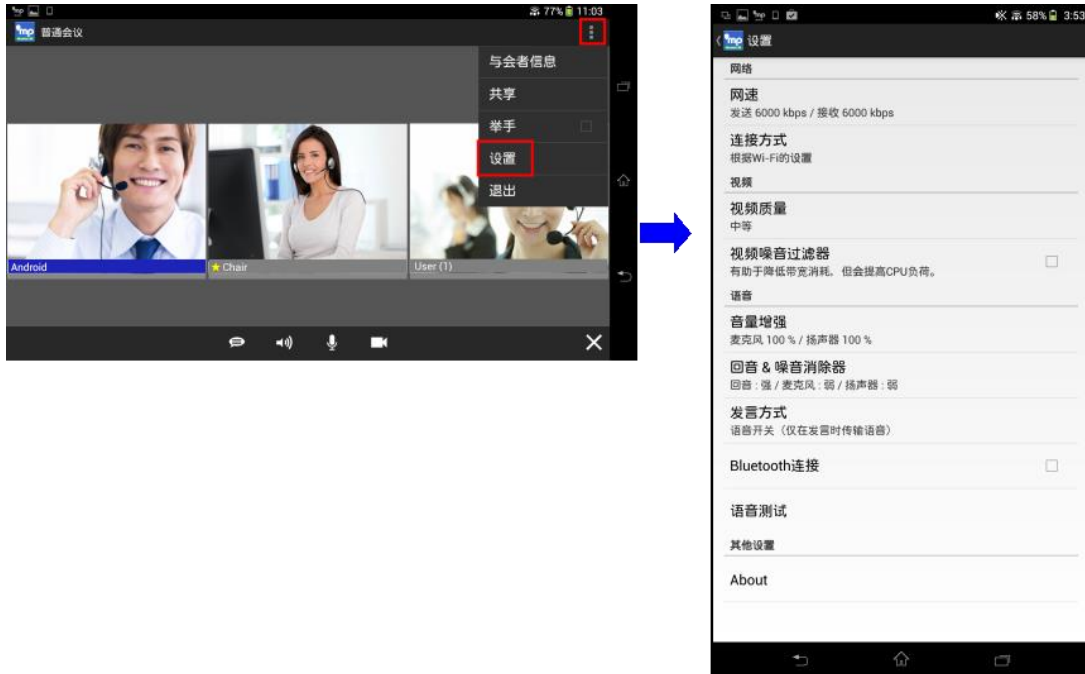 77% 11:03
mp 普通会议
与会者信息
共享
举手
设置
退出
Android
Chair
User (1)
58% 3:53
mp 设置
网络
网速
发送 6000 kbps / 接收 6000 kbps
连接方式
根据Wi-Fi的设置
视频
视频质量
中等
视频噪音过滤器
有助于降低带宽消耗，但会提高CPU负荷。
语音
音量增强
麦克风 100 % / 扬声器 100 %
回音 & 噪音消除器
回音 : 强 / 麦克风 : 弱 / 扬声器 : 弱
发言方式
语音开关（仅在发言时传输语音）
Bluetooth连接
语音测试
其他设置
About